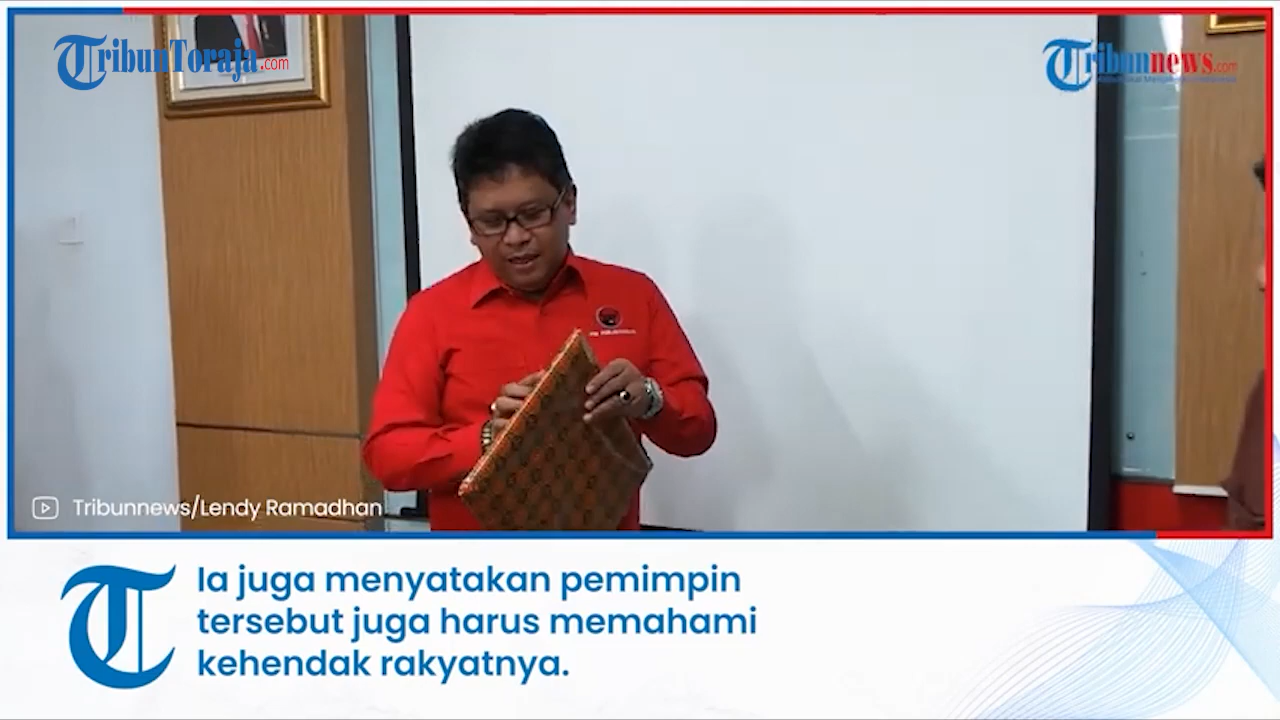 TribunToraja.com
Tribunnews.com
Tribunnews/Lendy Ramadhan
Ia juga menyatakan pemimpin
tersebut juga harus memahami
kehendak rakyatnya.